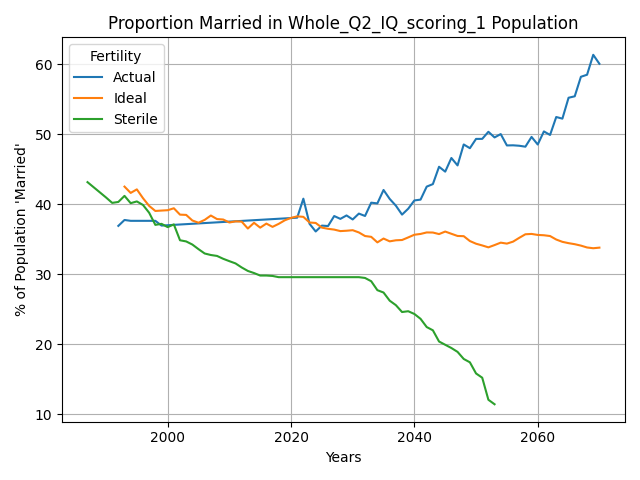 Proportion Married in Whole_Q2_IQ_scoring_1 Population
Fertility
Actual
Ideal
Sterile
% of Population 'Married'
60
50
40
30
20
10
2000 2020 2040 2060
Years